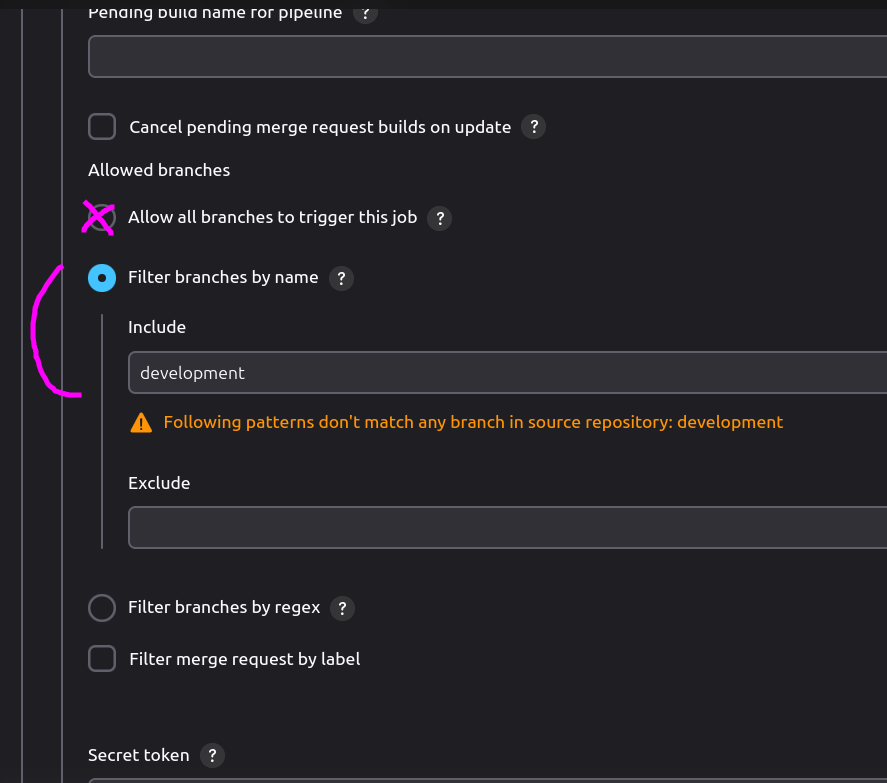 Pending build name for pipeline ?
Cancel pending merge request builds on update ?
Allowed branches
Allow all branches to trigger this job ?
Filter branches by name ?
Include
development
Following patterns don't match any branch in source repository: development
Exclude
Filter branches by regex ?
Filter merge request by label
Secret token ?